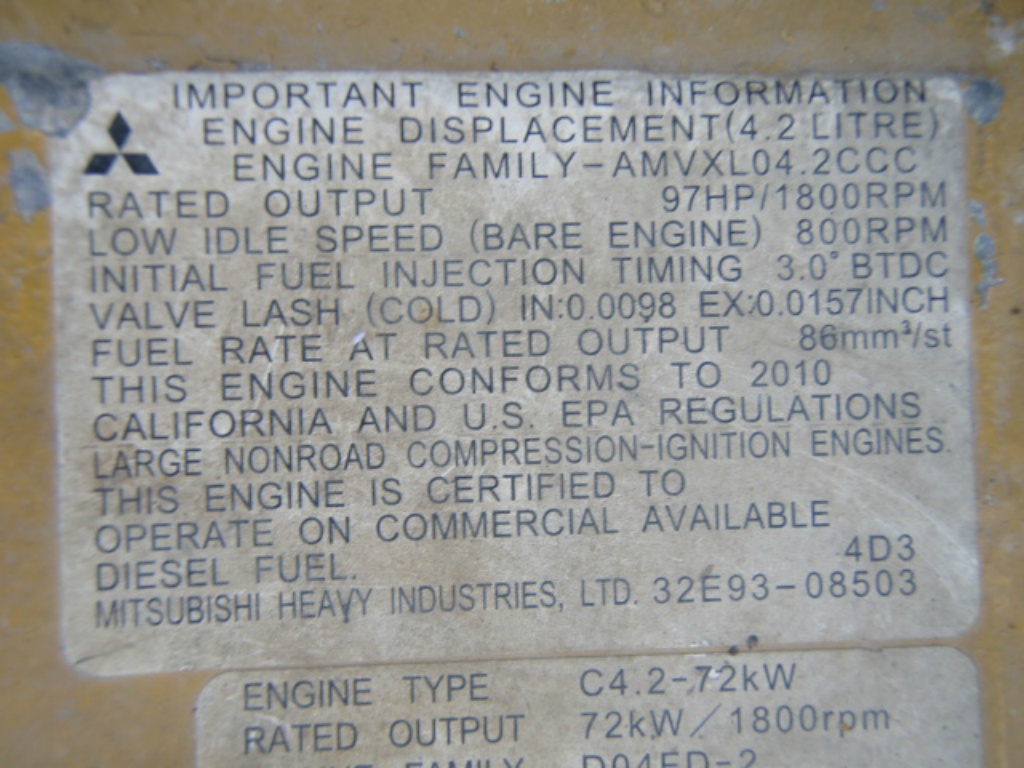 IMPORTANT ENGINE INFORMATION
ENGINE DISPLACEMENT(4.2 LITRE)
ENGINE FAMILY-AMVXL04.2CCC
RATED OUTPUT 97HP/1800RPM
LOW IDLE SPEED (BARE ENGINE) 800RPM
INITIAL FUEL INJECTION TIMING 3.0° BTDC
VALVE LASH (COLD) IN:0.0098 EX:0.0157INCH
FUEL RATE AT RATED OUTPUT 86mm³/st
THIS ENGINE CONFORMS TO 2010
CALIFORNIA AND U.S. EPA REGULATIONS
LARGE NONROAD COMPRESSION-IGNITION ENGINES.
THIS ENGINE IS CERTIFIED TO
OPERATE ON COMMERCIAL AVAILABLE
DIESEL FUEL. 4D3
MITSUBISHI HEAVY INDUSTRIES, LTD. 32E93-08503
ENGINE TYPE C4.2-72kW
RATED OUTPUT 72kW/1800rpm
FAMILY D04FD-2